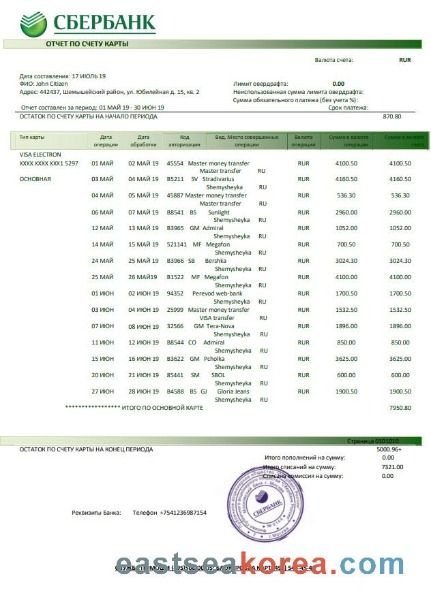 СБЕРБАНК
ОТЧЕТ ПО СЧЕТУ КАРТЫ
Валюта счета: RUR
Дата составления: 17 ИЮЛЬ 19
ФИО: John Citizen
Адрес: 442437, Шемышейский район, ул. Юбилейная д. 15, кв. 2
Лимит овердрафта: 0.00
Неиспользованная сумма лимита овердрафта:
Сумма обязательного платежа (без учета %):
Отчет составлен за период: 01 МАЙ 19 - 30 ИЮН 19 Срок платежа:
ОСТАТОК ПО СЧЕТУ КАРТЫ НА НАЧАЛО ПЕРИОДА 870.80
Тип карты Дата операции Дата обработки Код авторизации Вид, Место совершения операции Валюта операции Сумма в валюте Сумма в валюте
VISA ELECTRON
XXXX XXXX XXX1 5297 01 МАЙ 02 МАЙ 19 45554 Master money transfer RUR 4100.50 4100.50
Master transfer RU
ОСНОВНАЯ 03 МАЙ 04 МАЙ 19 B5211 SV Stradivarius RUR 4160.50 4160.50
Shemysheyka RU
04 МАЙ 05 МАЙ 19 45887 Master money transfer RUR 536.30 536.30
Master transfer RU
06 МАЙ 07 МАЙ 19 B8541 BS Sunlight RUR 2960.00 2960.00
Shemysheyka RU
12 МАЙ 13 МАЙ 19 B3965 GM Admiral RUR 1052.00 1052.00
Shemysheyka RU
14 МАЙ 15 МАЙ 19 521141 MF Megafon RUR 700.50 700.50
Shemysheyka RU
24 МАЙ 25 МАЙ 19 B3966 SB Bershka RUR 3024.30 3024.30
Shemysheyka RU
25 МАЙ 26 МАЙ19 B1522 MF Megafon RUR 4100.00 4100.00
Shemysheyka RU
01 ИЮН 02 ИЮН 19 94352 Perevod web-bank RUR 1700.50 1700.50
Shemysheyka RU
03 ИЮН 04 ИЮН 19 25999 Master money transfer RUR 1532.50 1532.50
VISA transfer RU
07 ИЮН 08 ИЮН 19 32566 GM Tera-Nova RUR 1896.00 1896.00
Shemysheyka RU
11 ИЮН 12 ИЮН 19 B8544 CO Admiral RUR 825.00 825.00
Shemysheyka RU
15 ИЮН 16 ИЮН 19 B3622 GM Pcholka RUR 3625.00 3625.00
Shemysheyka RU
20 ИЮН 21 ИЮН 19 85441 SM SBOL RUR 600.00 600.00
Shemysheyka RU
27 ИЮН 28 ИЮН 19 B4588 BS GJ Gloria Jeans RUR 1900.50 1900.50
Shemysheyka RU
***************** ИТОГО ПО ОСНОВНОЙ КАРТЕ 7950.80
Страница
ОСТАТОК ПО СЧЕТУ КАРТЫ НА КОНЕЦ ПЕРИОДА 5000.96+
Итого пополнений на сумму: 0.00
Итого списаний на сумму: 7321.00
комиссия на сумму: 0.00
СБЕРБАНК
Реквизиты Банка: Телефон +7541236987154
eastseakorea.com